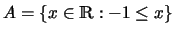 A = {x ∈ ℝ : -1 ≤ x}